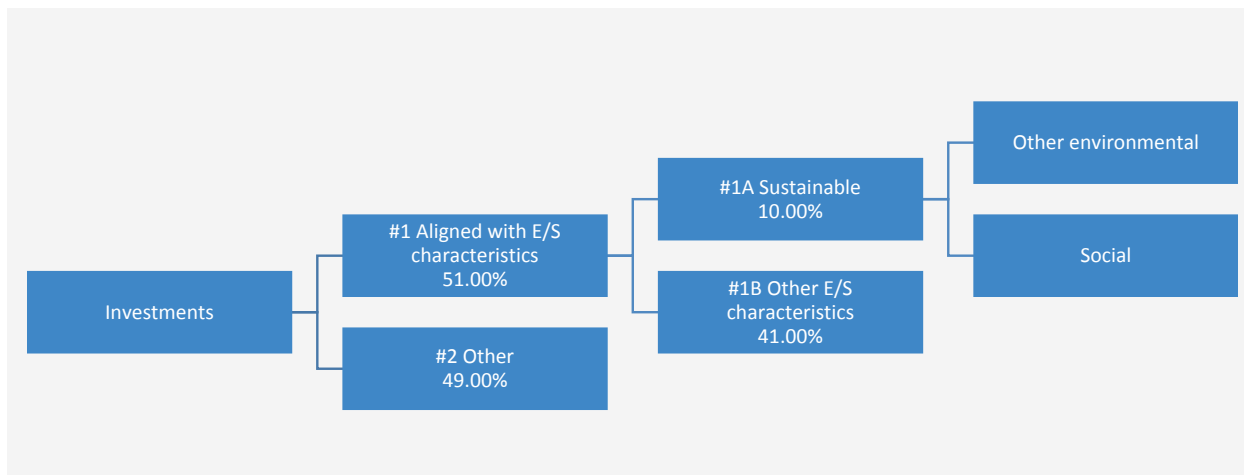 Investments
#1 Aligned with E/S
characteristics
51.00%
#2 Other
49.00%
#1A Sustainable
10.00%
#1B Other E/S
characteristics
41.00%
Other environmental
Social